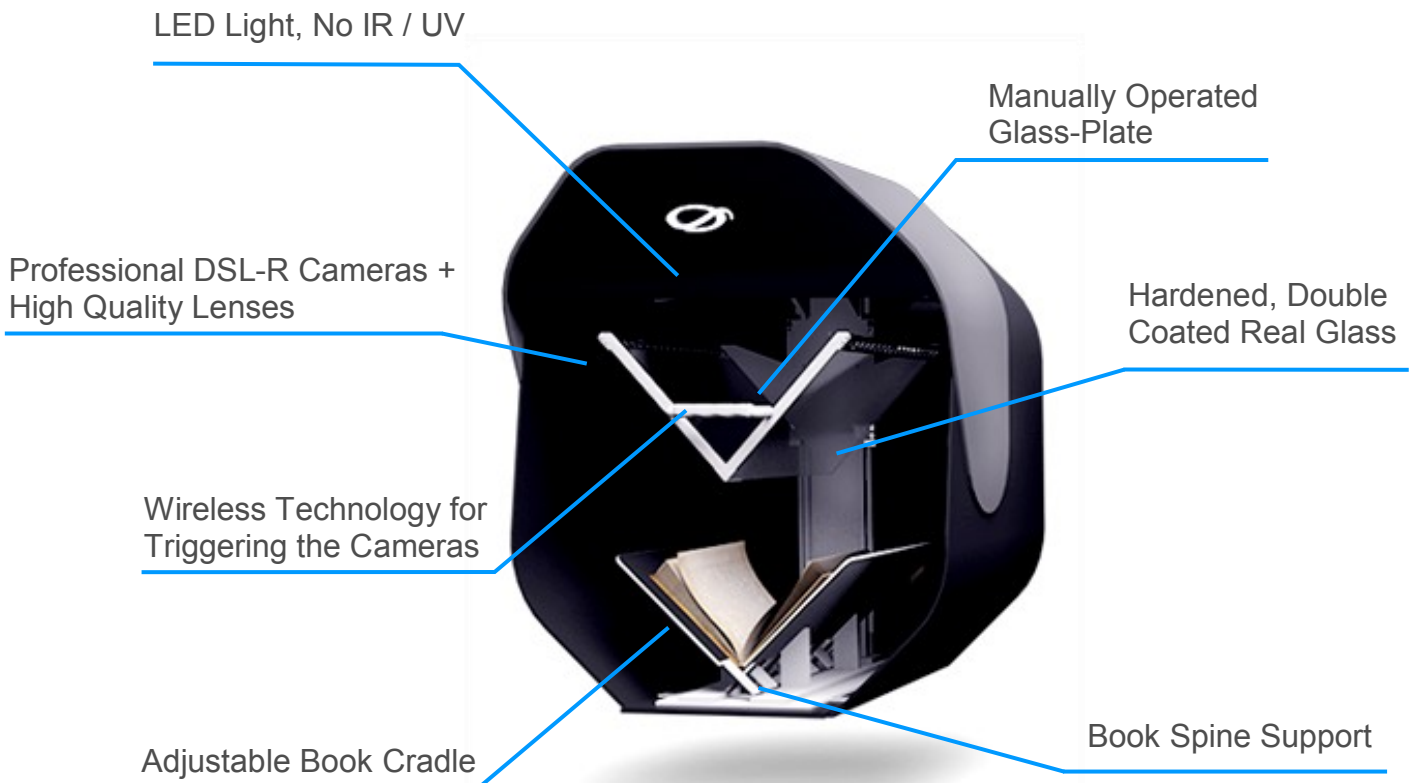 LED Light, No IR / UV
Manually Operated
Glass-Plate
Professional DSL-R Cameras +
High Quality Lenses
Hardened, Double
Coated Real Glass
Wireless Technology for
Triggering the Cameras
Book Spine Support
Adjustable Book Cradle